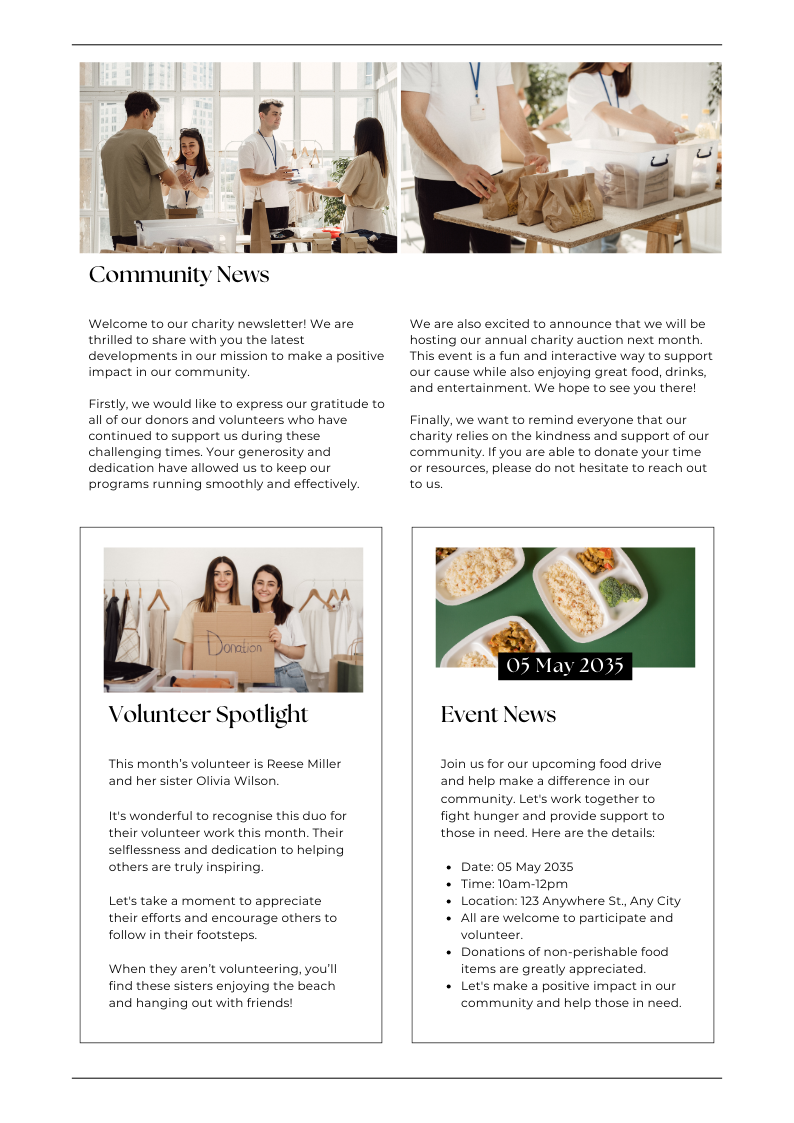 Community News
Welcome to our charity newsletter! We are
thrilled to share with you the latest
developments in our mission to make a positive
impact in our community.
Firstly, we would like to express our gratitude to
all of our donors and volunteers who have
continued to support us during these
challenging times. Your generosity and
dedication have allowed us to keep our
programs running smoothly and effectively.
We are also excited to announce that we will be
hosting our annual charity auction next month.
This event is a fun and interactive way to support
our cause while also enjoying great food, drinks,
and entertainment. We hope to see you there!
Finally, we want to remind everyone that our
charity relies on the kindness and support of our
community. If you are able to donate your time
or resources, please do not hesitate to reach out
to us.
Donation
Volunteer Spotlight
This month’s volunteer is Reese Miller
and her sister Olivia Wilson.
It's wonderful to recognise this duo for
their volunteer work this month. Their
selflessness and dedication to helping
others are truly inspiring.
Let's take a moment to appreciate
their efforts and encourage others to
follow in their footsteps.
When they aren’t volunteering, you’ll
find these sisters enjoying the beach
and hanging out with friends!
05 May 2035
Event News
Join us for our upcoming food drive
and help make a difference in our
community. Let's work together to
fight hunger and provide support to
those in need. Here are the details:
• Date: 05 May 2035
• Time: 10am-12pm
• Location: 123 Anywhere St., Any City
• All are welcome to participate and
volunteer.
• Donations of non-perishable food
items are greatly appreciated.
• Let's make a positive impact in our
community and help those in need.